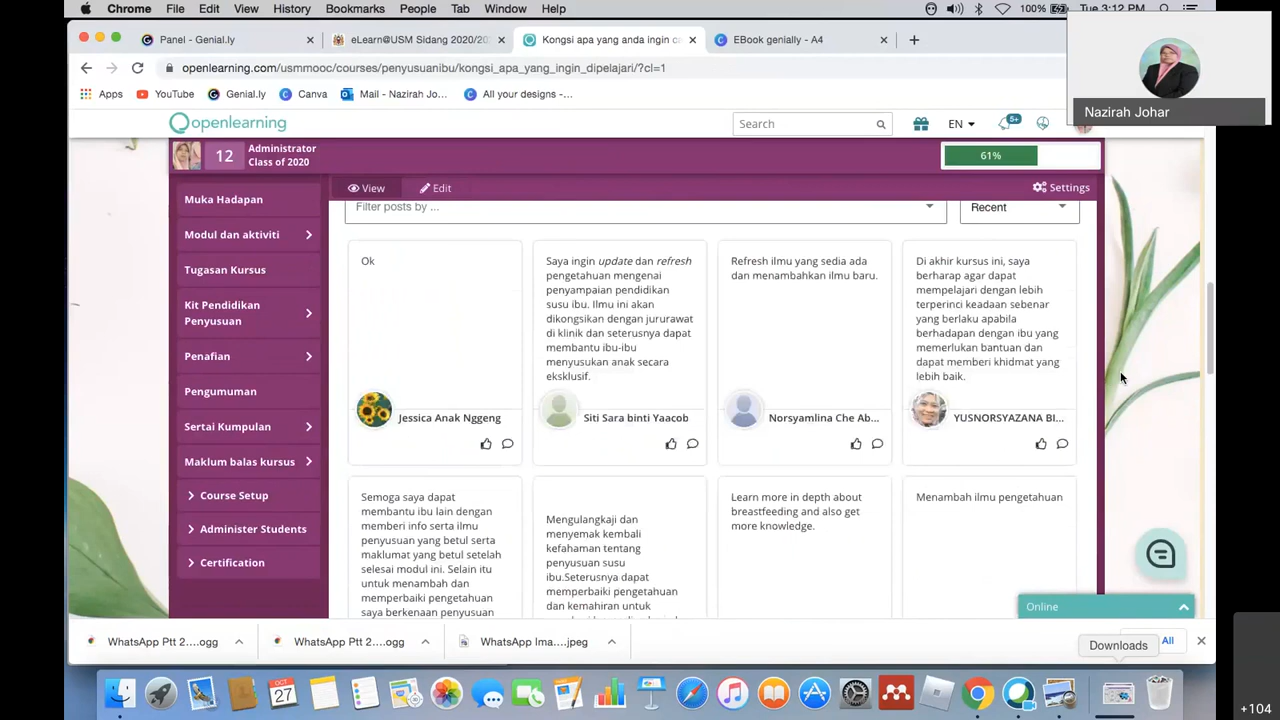 Chrome File Edit View History Bookmarks People Tab Window Help 100% Tue 3:12 PM
Nazirah Johar
Panel - Genial.ly
eLearn@USM Sidang 2020/202
Kongsi apa yang anda ingin ca
EBook genially - A4
openlearning.com/usmmooc/courses/penyusuanibu/kongsi_apa_yang_ingin_dipelajari/?cl=1
Apps YouTube Genial.ly Canva Mail - Nazirah Jo... All your designs -...
openlearning
Search
EN
5+
12
Administrator
Class of 2020
61%
View
Edit
Settings
Muka Hadapan
Modul dan aktiviti
Tugasan Kursus
Kit Pendidikan
Penyusuan
Penafian
Pengumuman
Sertai Kumpulan
Maklum balas kursus
Course Setup
Administer Students
Certification
Filter posts by ...
Recent
Ok
Jessica Anak Nggeng
Saya ingin update dan refresh
pengetahuan mengenai
penyampaian pendidikan
susu ibu. Ilmu ini akan
dikongsikan dengan jururawat
di klinik dan seterusnya dapat
membantu ibu-ibu
menyusukan anak secara
eksklusif.
Siti Sara binti Yaacob
Refresh ilmu yang sedia ada
dan menambahkan ilmu baru.
Norsyamlina Che Ab...
Di akhir kursus ini, saya
berharap agar dapat
mempelajari dengan lebih
terperinci keadaan sebenar
yang berlaku apabila
berhadapan dengan ibu yang
memerlukan bantuan dan
dapat memberi khidmat yang
lebih baik.
YUSNORSYAZANA BI...
Semoga saya dapat
membantu ibu lain dengan
memberi info serta ilmu
penyusuan yang betul serta
maklumat yang betul setelah
selesai modul ini. Selain itu
untuk menambah dan
memperbaiki pengetahuan
saya berkenaan penyusuan
Mengulangkaji dan
menyemak kembali
kefahaman tentang
penyusuan susu
ibu.Seterusnya dapat
memperbaiki pengetahuan
dan kemahiran untuk
Learn more in depth about
breastfeeding and also get
more knowledge.
Menambah ilmu pengetahuan
Online
WhatsApp Ptt 2....ogg
WhatsApp Ptt 2....ogg
WhatsApp Ima....jpeg
Downloads
All
OCT
27
+104